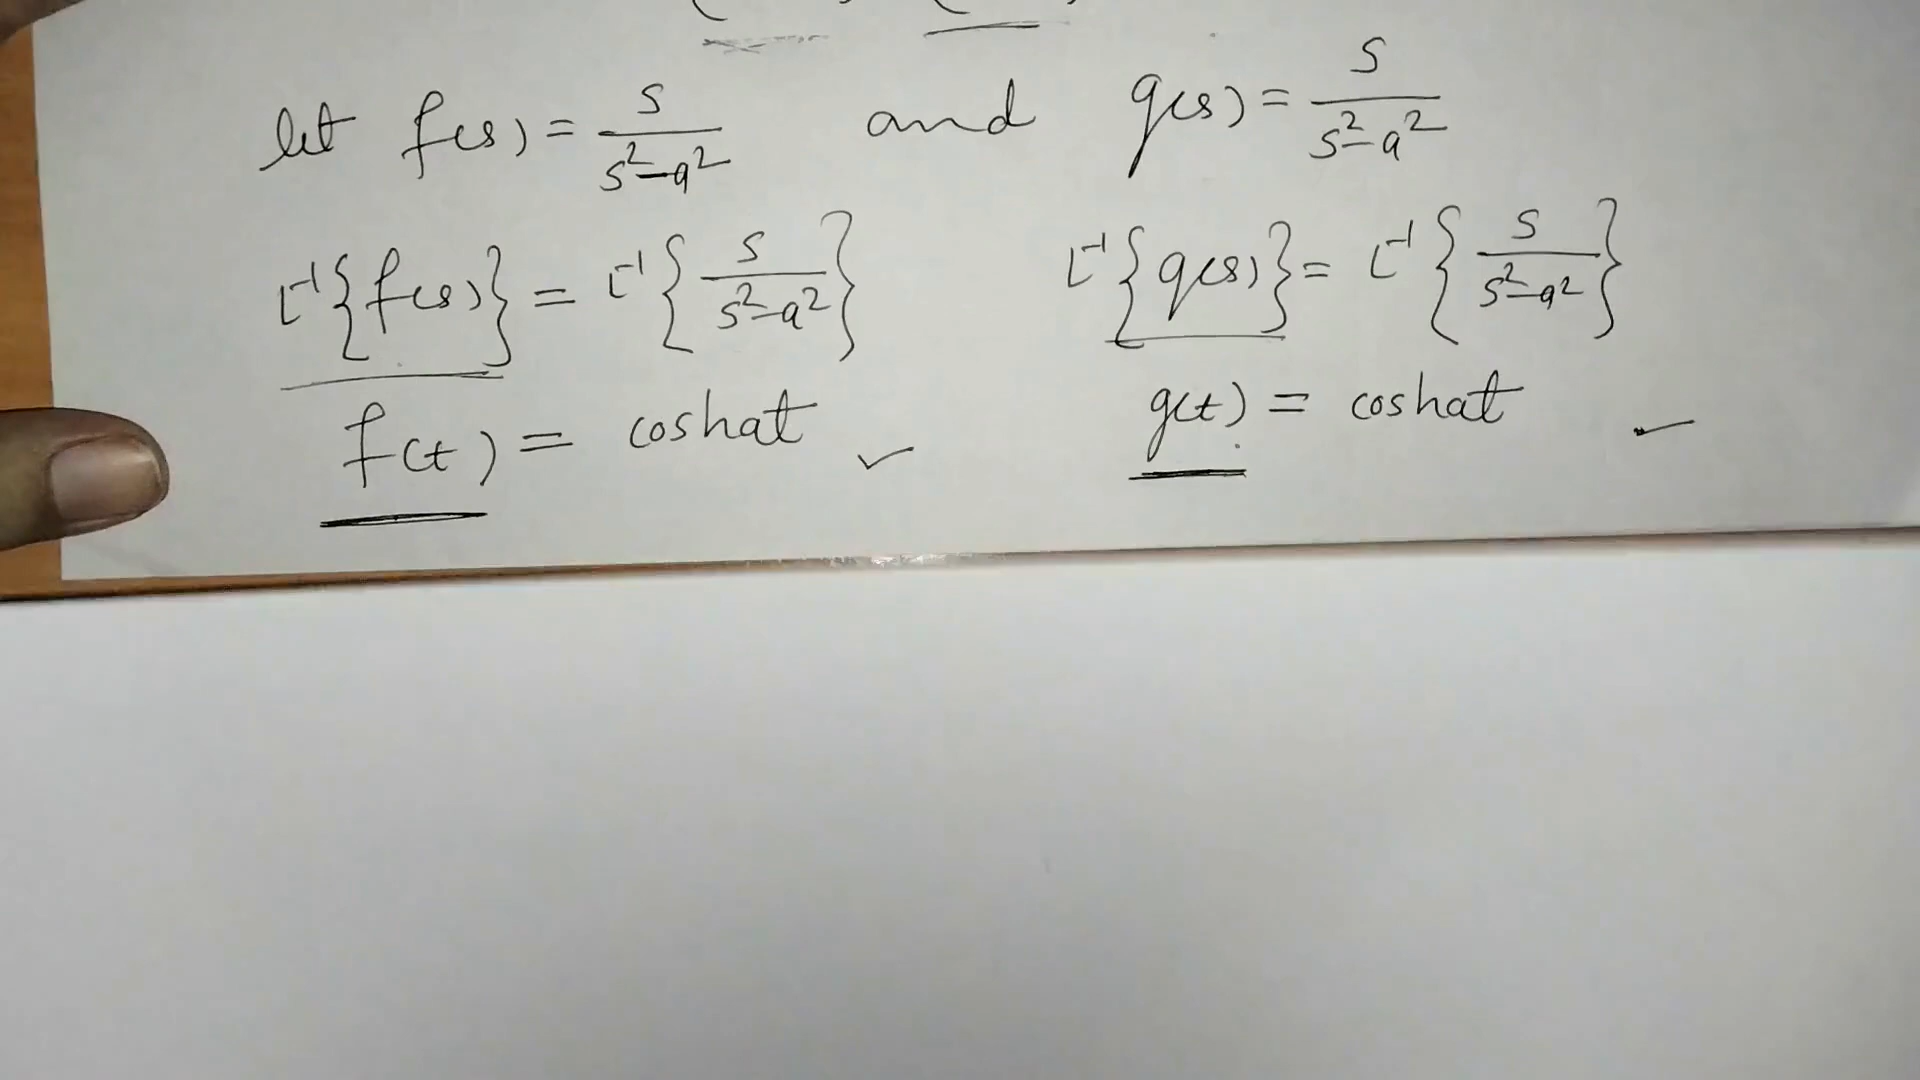 let f(s) = s/(s²-a²) and g(s) = s/(s²-a²)
L⁻¹{f(s)} = L⁻¹{s/(s²-a²)} L⁻¹{g(s)} = L⁻¹{s/(s²-a²)}
f(t) = coshat ✓ g(t) = coshat